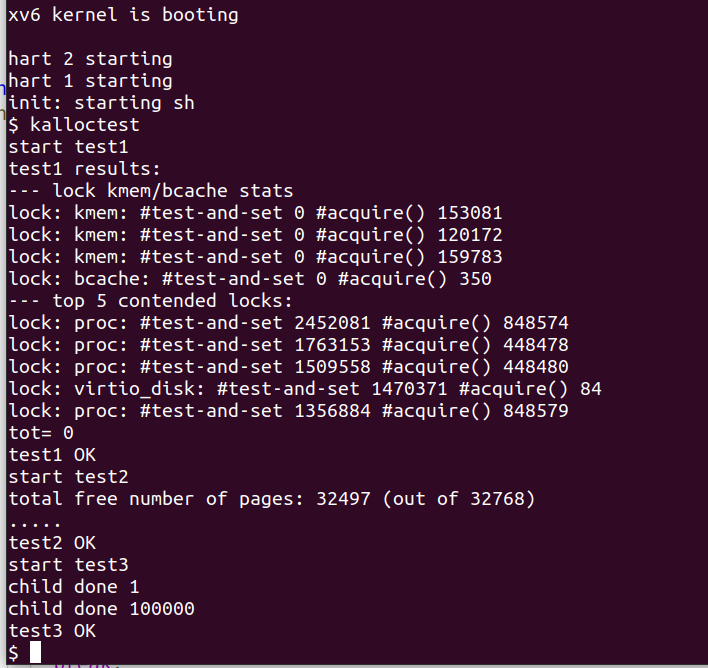 xv6 kernel is booting

hart 2 starting
hart 1 starting
init: starting sh
$ kalloctest
start test1
test1 results:
--- lock kmem/bcache stats
lock: kmem: #test-and-set 0 #acquire() 153081
lock: kmem: #test-and-set 0 #acquire() 120172
lock: kmem: #test-and-set 0 #acquire() 159783
lock: bcache: #test-and-set 0 #acquire() 350
--- top 5 contended locks:
lock: proc: #test-and-set 2452081 #acquire() 848574
lock: proc: #test-and-set 1763153 #acquire() 448478
lock: proc: #test-and-set 1509558 #acquire() 448480
lock: virtio_disk: #test-and-set 1470371 #acquire() 84
lock: proc: #test-and-set 1356884 #acquire() 848579
tot= 0
test1 OK
start test2
total free number of pages: 32497 (out of 32768)
.....
test2 OK
start test3
child done 1
child done 100000
test3 OK
$